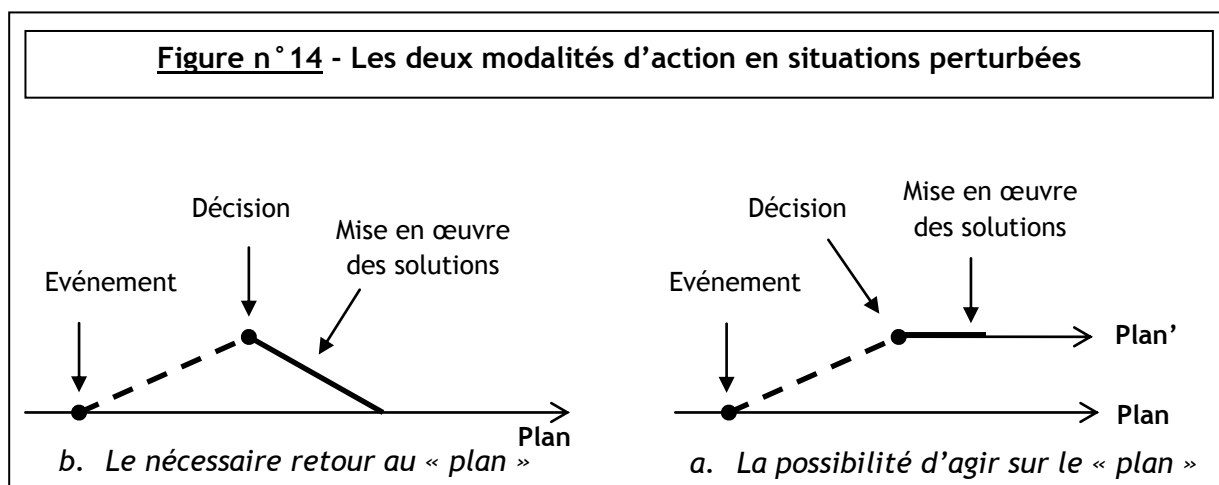 Figure n°14 - Les deux modalités d’action en situations perturbées
Décision
Mise en œuvre
des solutions
Evénement
Plan
b. Le nécessaire retour au « plan »
Mise en œuvre
des solutions
Décision
Evénement
Plan’
Plan
a. La possibilité d’agir sur le « plan »